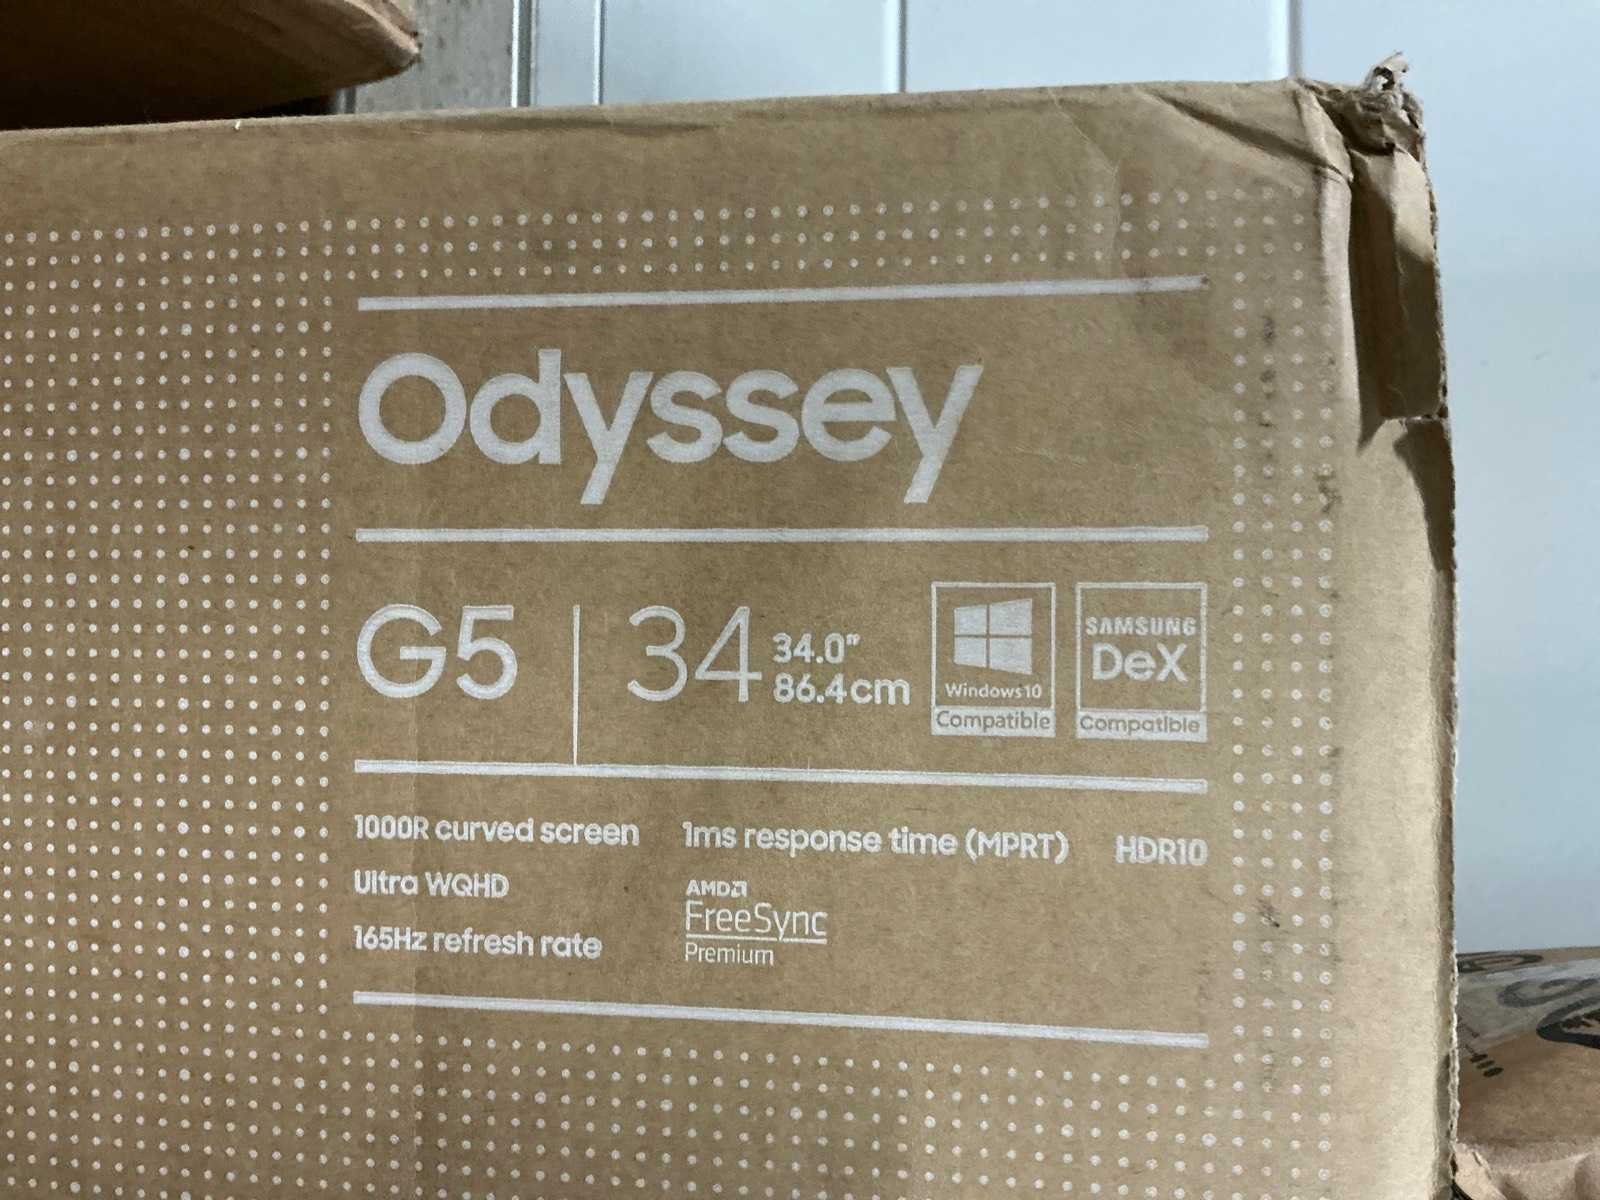 Odyssey
G5 34 34.0"
86.4cm
Windows10
Compatible
SAMSUNG
DeX
Compatible
1000R curved screen 1ms response time (MPRT) HDR10
Ultra WQHD
AMD
FreeSync
Premium
165Hz refresh rate